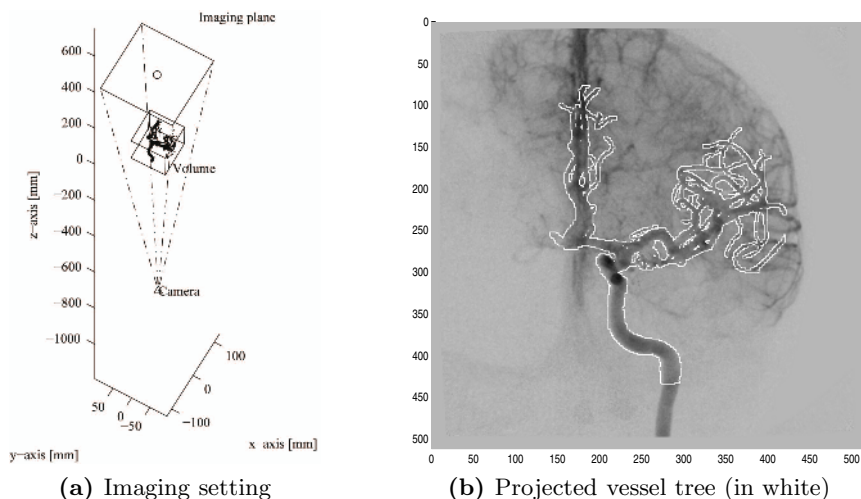 Imaging plane
600
400
200
0
−200
−400
−600
−800
−1000
z−axis [mm]
Volume
Camera
100
0
−100
50
0
−50
x axis [mm]
y−axis [mm]
0
50
100
150
200
250
300
350
400
450
500
0 50 100 150 200 250 300 350 400 450 500
(a) Imaging setting
(b) Projected vessel tree (in white)